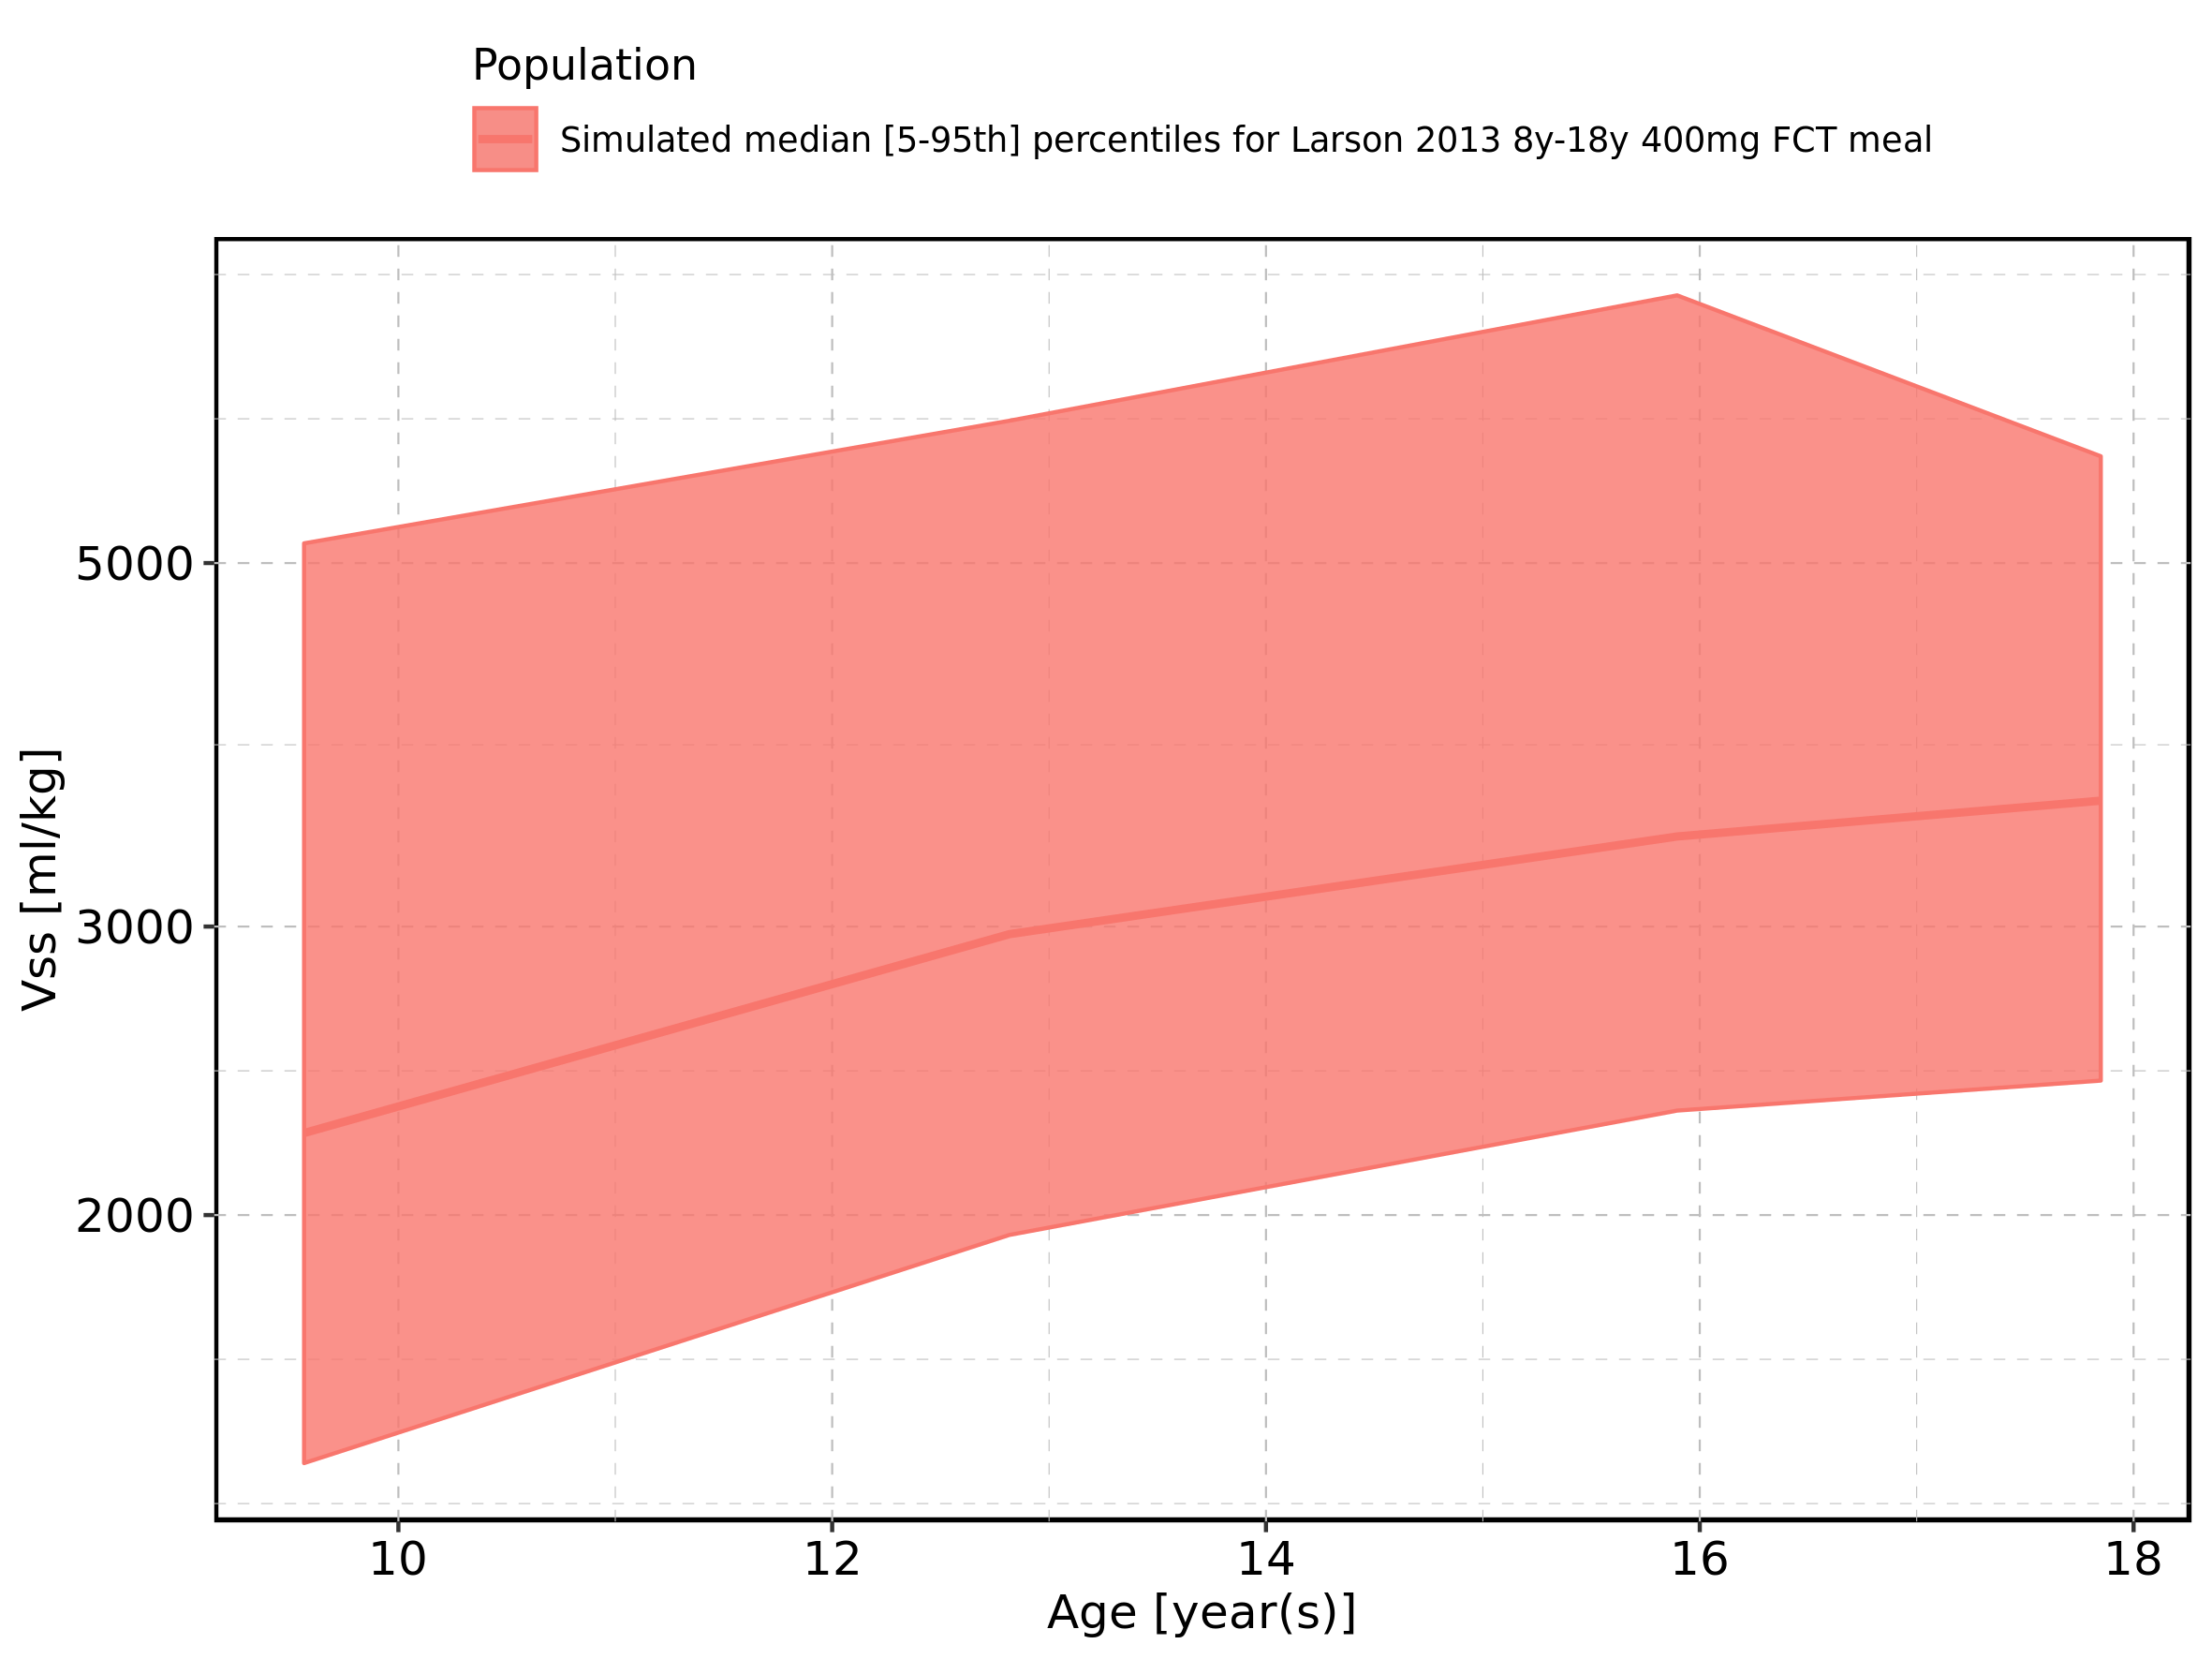 Population
Simulated median [5-95th] percentiles for Larson 2013 8y-18y 400mg FCT meal
Vss [ml/kg]
5000
3000
2000
10 12 14 16 18
Age [year(s)]